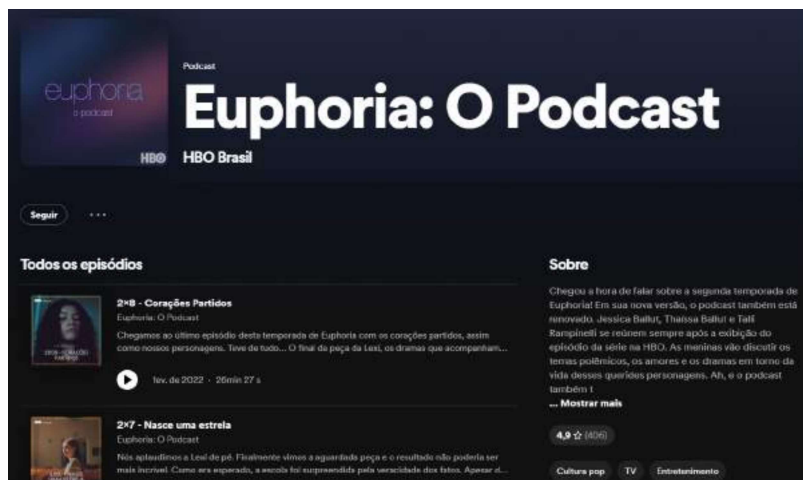 euphoria
o podcast
HBO
Podcast
Euphoria: O Podcast
HBO Brasil
Seguir
Todos os episódios
2x8 - Corações Partidos
Euphoria: O Podcast
Chegamos ao último episódio desta temporada de Euphoria com os corações partidos, assim
como nossos personagens. Teve de tudo... O final da peça da Lexi, os dramas que acompanham...
fev. de 2022 · 26min 27 s
2x7 - Nasce uma estrela
Euphoria: O Podcast
Nós aplaudimos a Lexi de pé. Finalmente vimos a aguardada peça e o resultado não poderia ser
mais incrível. Como era esperado, a escola foi surpreendida pela veracidade dos fatos. Apesar d...
Sobre
Chegou a hora de falar sobre a segunda temporada de
Euphoria! Em sua nova versão, o podcast também está
renovado. Jessica Ballut, Thaissa Ballut e Tati
Rampinelli se reúnem sempre após a exibição do
episódio da série na HBO. As meninas vão discutir os
temas polêmicos, os amores e os dramas em torno da
vida desses queridos personagens. Ah, e o podcast
também t
... Mostrar mais
4,9 ☆ (406)
Cultura pop
TV
Entretenimento